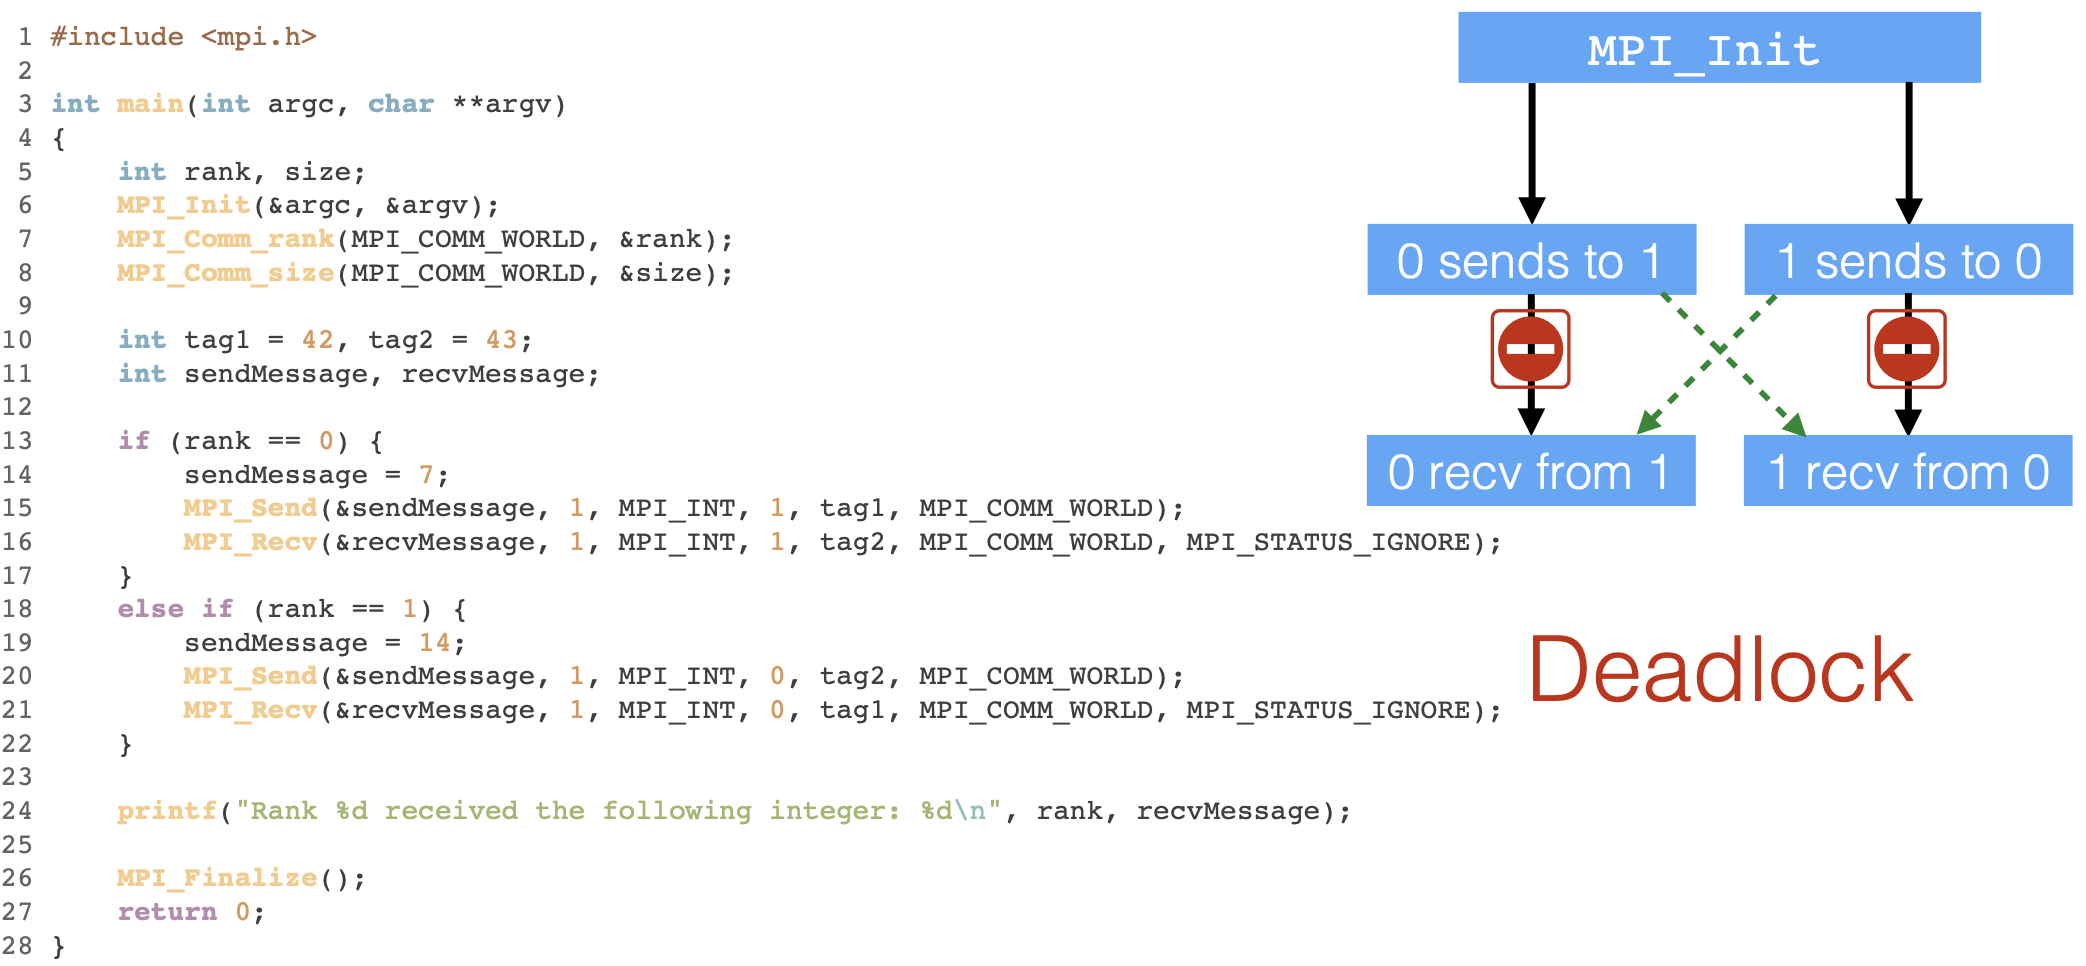 1 #include <mpi.h>
2
3 int main(int argc, char **argv)
4 {
5     int rank, size;
6     MPI_Init(&argc, &argv);
7     MPI_Comm_rank(MPI_COMM_WORLD, &rank);
8     MPI_Comm_size(MPI_COMM_WORLD, &size);
9
10     int tag1 = 42, tag2 = 43;
11     int sendMessage, recvMessage;
12
13     if (rank == 0) {
14         sendMessage = 7;
15         MPI_Send(&sendMessage, 1, MPI_INT, 1, tag1, MPI_COMM_WORLD);
16         MPI_Recv(&recvMessage, 1, MPI_INT, 1, tag2, MPI_COMM_WORLD, MPI_STATUS_IGNORE);
17     }
18     else if (rank == 1) {
19         sendMessage = 14;
20         MPI_Send(&sendMessage, 1, MPI_INT, 0, tag2, MPI_COMM_WORLD);
21         MPI_Recv(&recvMessage, 1, MPI_INT, 0, tag1, MPI_COMM_WORLD, MPI_STATUS_IGNORE);
22     }
23
24     printf("Rank %d received the following integer: %d\n", rank, recvMessage);
25
26     MPI_Finalize();
27     return 0;
28 }
MPI_Init
0 sends to 1
1 sends to 0
0 recv from 1
1 recv from 0
Deadlock